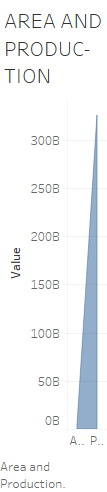 AREA AND
PRODUC-
TION
300B
250B
200B
150B
100B
50B
0B
Value
A.. P..
Area and
Production.